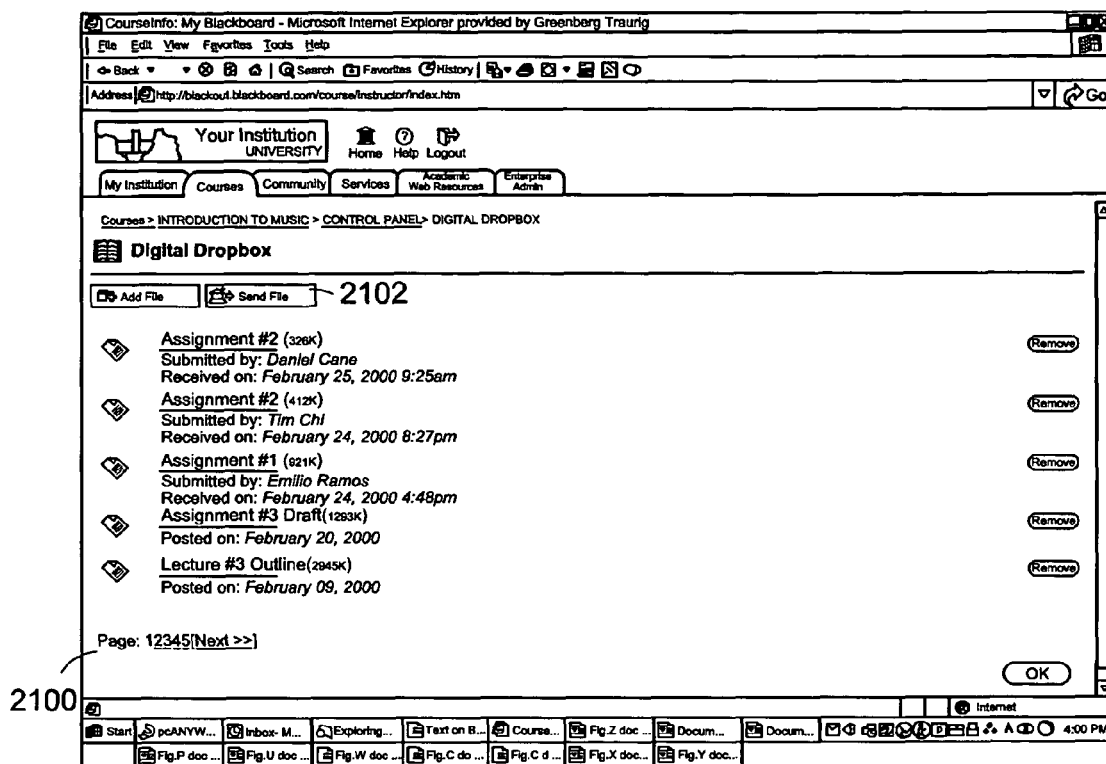 CourseInfo: My Blackboard - Microsoft Internet Explorer provided by Greenberg Traurig
File Edit View Favorites Tools Help
Back Search Favorites History
Address http://blackout.blackboard.com/course/instructor/index.htm Go
Your Institution
UNIVERSITY
Home Help Logout
My Institution Courses Community Services Academic Web Resources Enterprise Admin
Courses > INTRODUCTION TO MUSIC > CONTROL PANEL> DIGITAL DROPBOX
Digital Dropbox
Add File Send File 2102
Assignment #2 (326K) Remove
Submitted by: Daniel Cane
Received on: February 25, 2000 9:25am
Assignment #2 (412K) Remove
Submitted by: Tim Chi
Received on: February 24, 2000 8:27pm
Assignment #1 (921K) Remove
Submitted by: Emilio Ramos
Received on: February 24, 2000 4:48pm
Assignment #3 Draft(1293K) Remove
Posted on: February 20, 2000
Lecture #3 Outline(2945K) Remove
Posted on: February 09, 2000
Page: 12345[Next >>]
OK
2100
Internet
Start pcANYW... Inbox- M... Exploring... Text on B... Course... Fig.Z doc ... Docum... Docum... 4:00 PM
Fig.P doc ... Fig.U doc ... Fig.W doc ... Fig.C do ... Fig.C d ... Fig.X doc... Fig.Y doc...